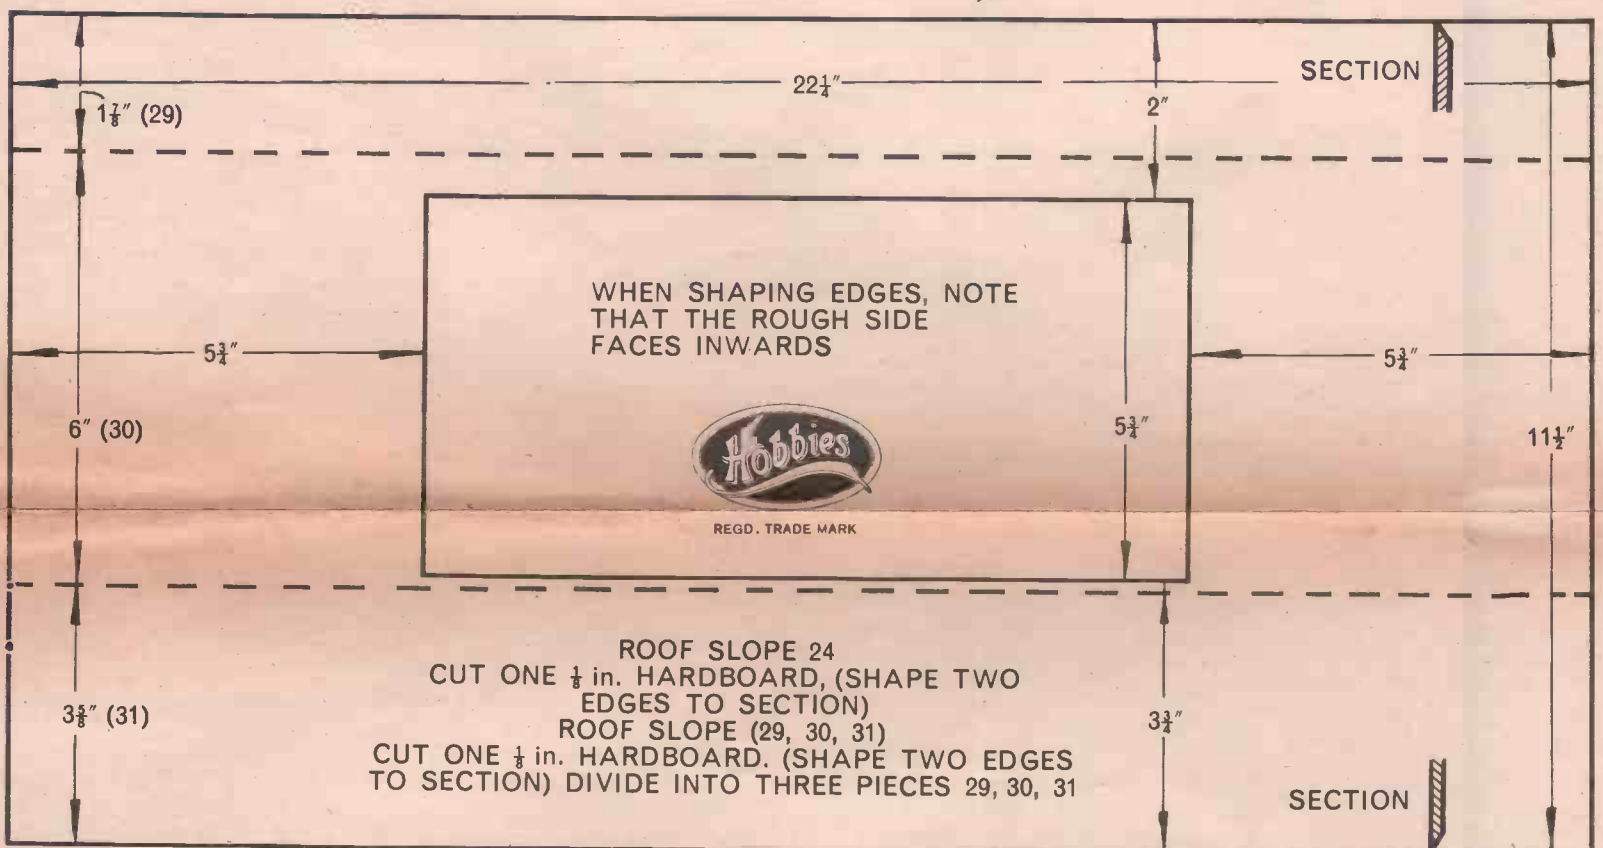 SECTION
22¼″
2″
1⅞″ (29)
WHEN SHAPING EDGES, NOTE
THAT THE ROUGH SIDE
FACES INWARDS
5¾″
5¾″
6″ (30)
Hobbies
5¾″
11½″
REGD. TRADE MARK
ROOF SLOPE 24
CUT ONE ⅛ in. HARDBOARD, (SHAPE TWO
EDGES TO SECTION)
3⅝″ (31)
3¾″
ROOF SLOPE (29, 30, 31)
CUT ONE ⅛ in. HARDBOARD. (SHAPE TWO EDGES
TO SECTION) DIVIDE INTO THREE PIECES 29, 30, 31
SECTION